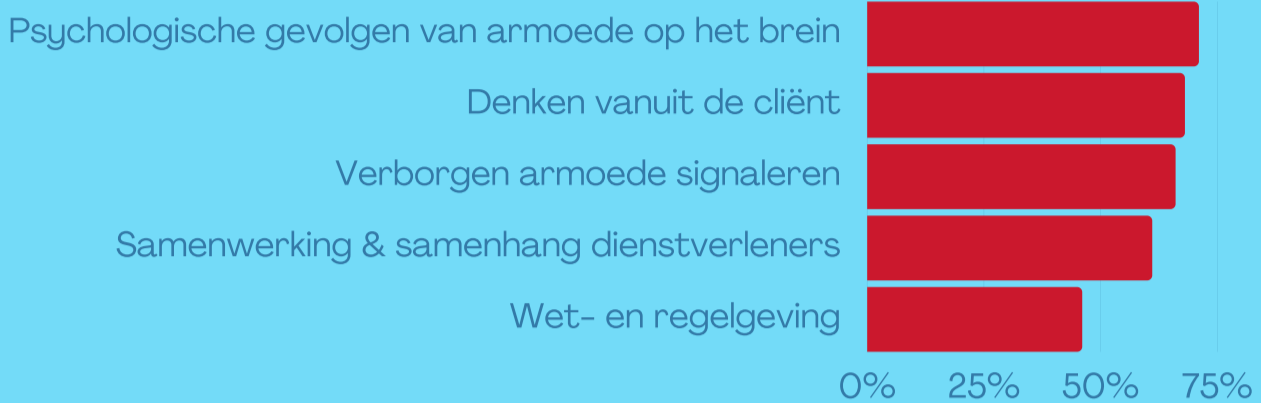 Psychologische gevolgen van armoede op het brein
Denken vanuit de cliënt
Verborgen armoede signaleren
Samenwerking & samenhang dienstverleners
Wet- en regelgeving
0% 25% 50% 75%